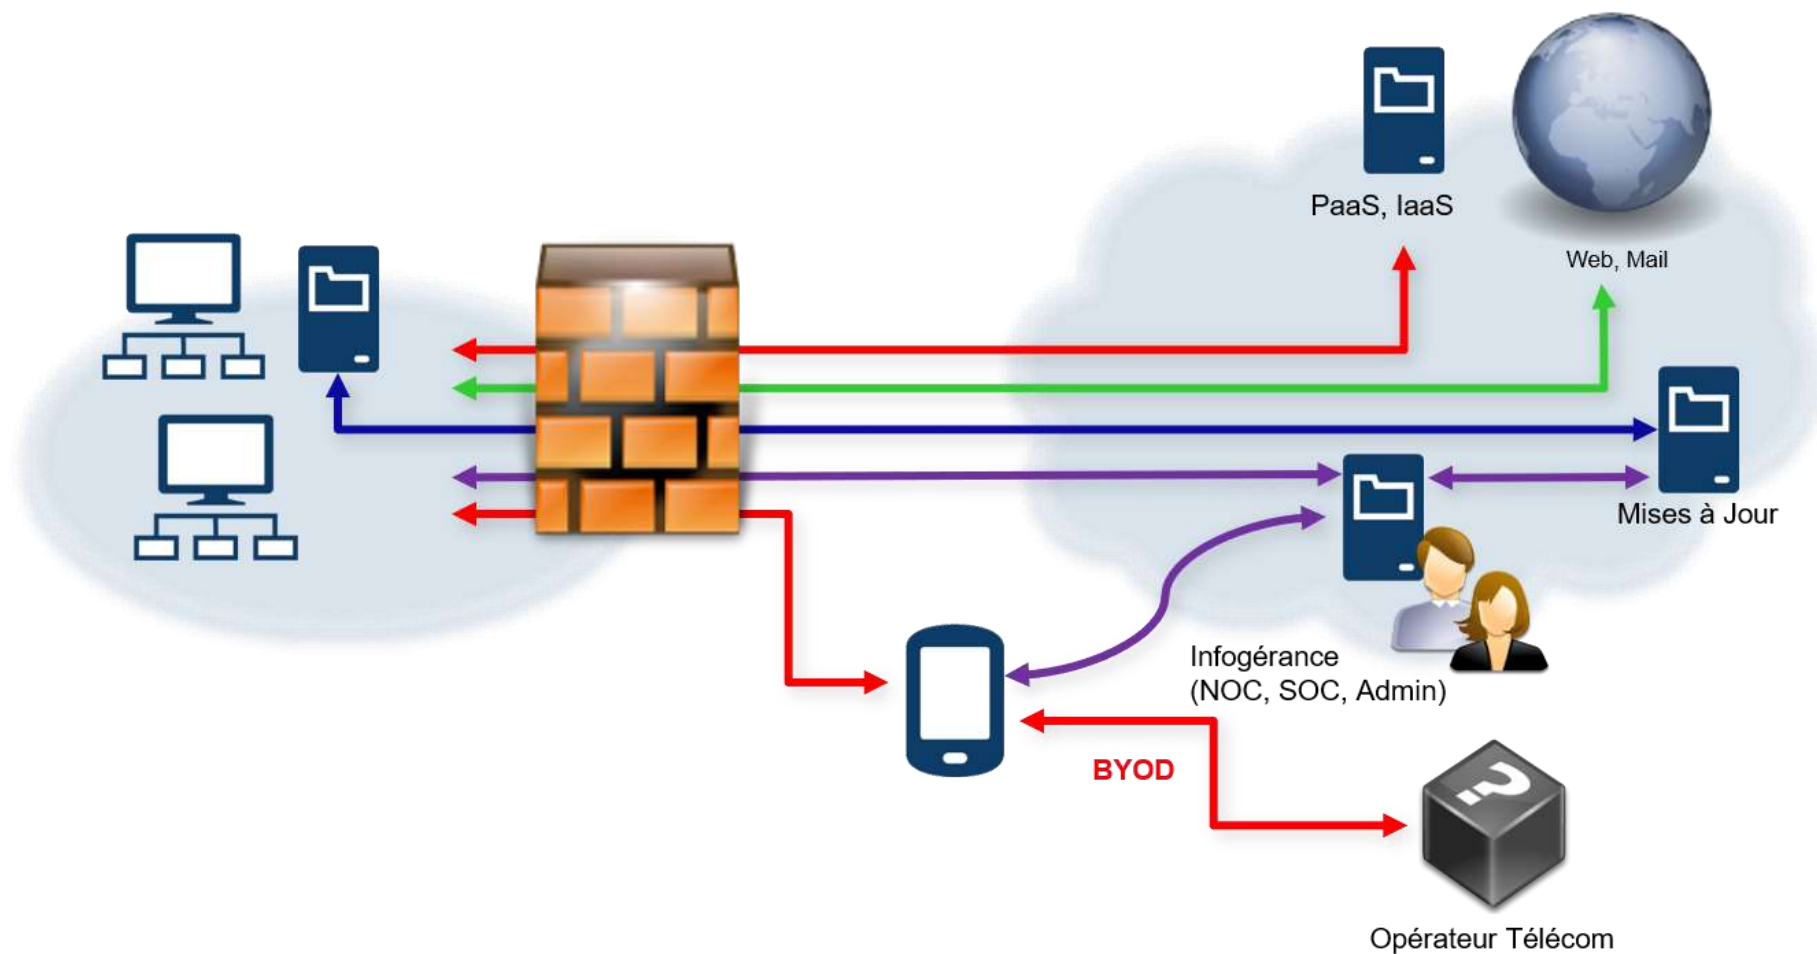 PaaS, IaaS
Web, Mail
Mises à Jour
Infogérance
(NOC, SOC, Admin)
BYOD
?
Opérateur Télécom